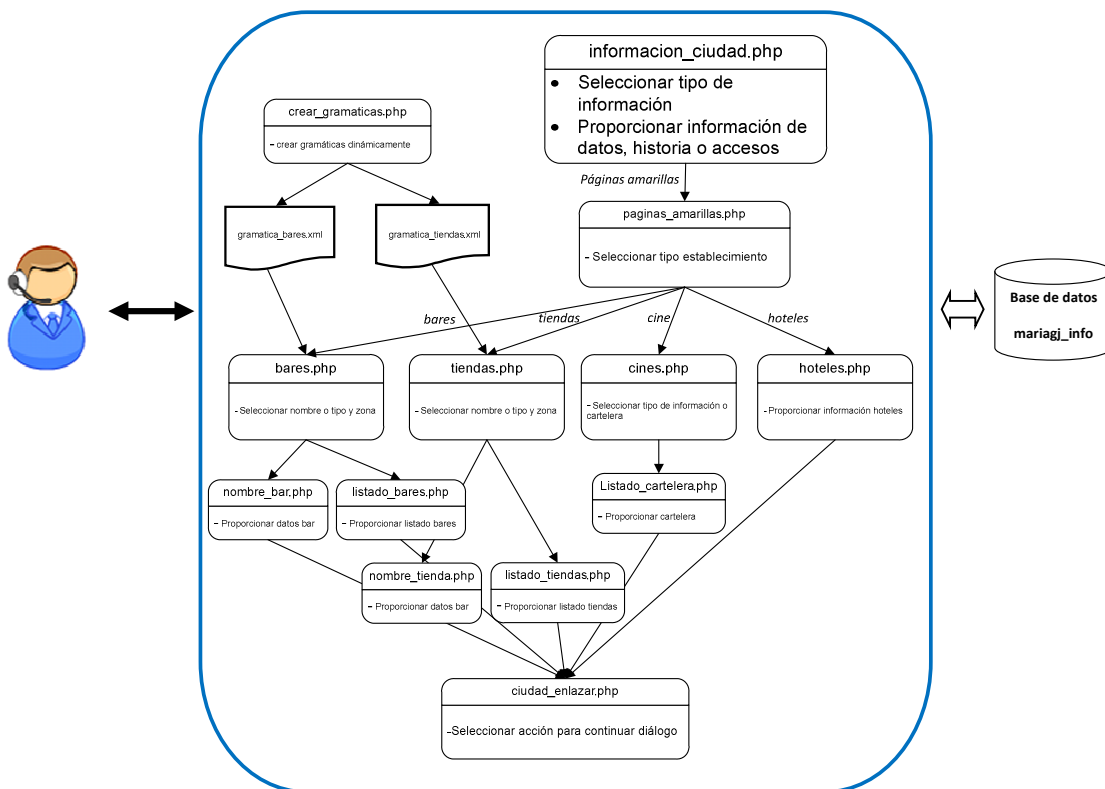 informacion_ciudad.php
● Seleccionar tipo de
información
● Proporcionar información de
datos, historia o accesos
crear_gramaticas.php
- crear gramáticas dinámicamente
Páginas amarillas
gramatica_bares.xml
gramatica_tiendas.xml
paginas_amarillas.php
- Seleccionar tipo establecimiento
bares
tiendas
cine
hoteles
Base de datos
mariagj_info
bares.php
-Seleccionar nombre o tipo y zona
tiendas.php
-Seleccionar nombre o tipo y zona
cines.php
-Seleccionar tipo de información o
cartelera
hoteles.php
-Proporcionar información hoteles
nombre_bar.php
- Proporcionar datos bar
listado_bares.php
- Proporcionar listado bares
Listado_cartelera.php
- Proporcionar cartelera
nombre_tienda.php
- Proporcionar datos bar
listado_tiendas.php
- Proporcionar listado tiendas
ciudad_enlazar.php
-Seleccionar acción para continuar diálogo